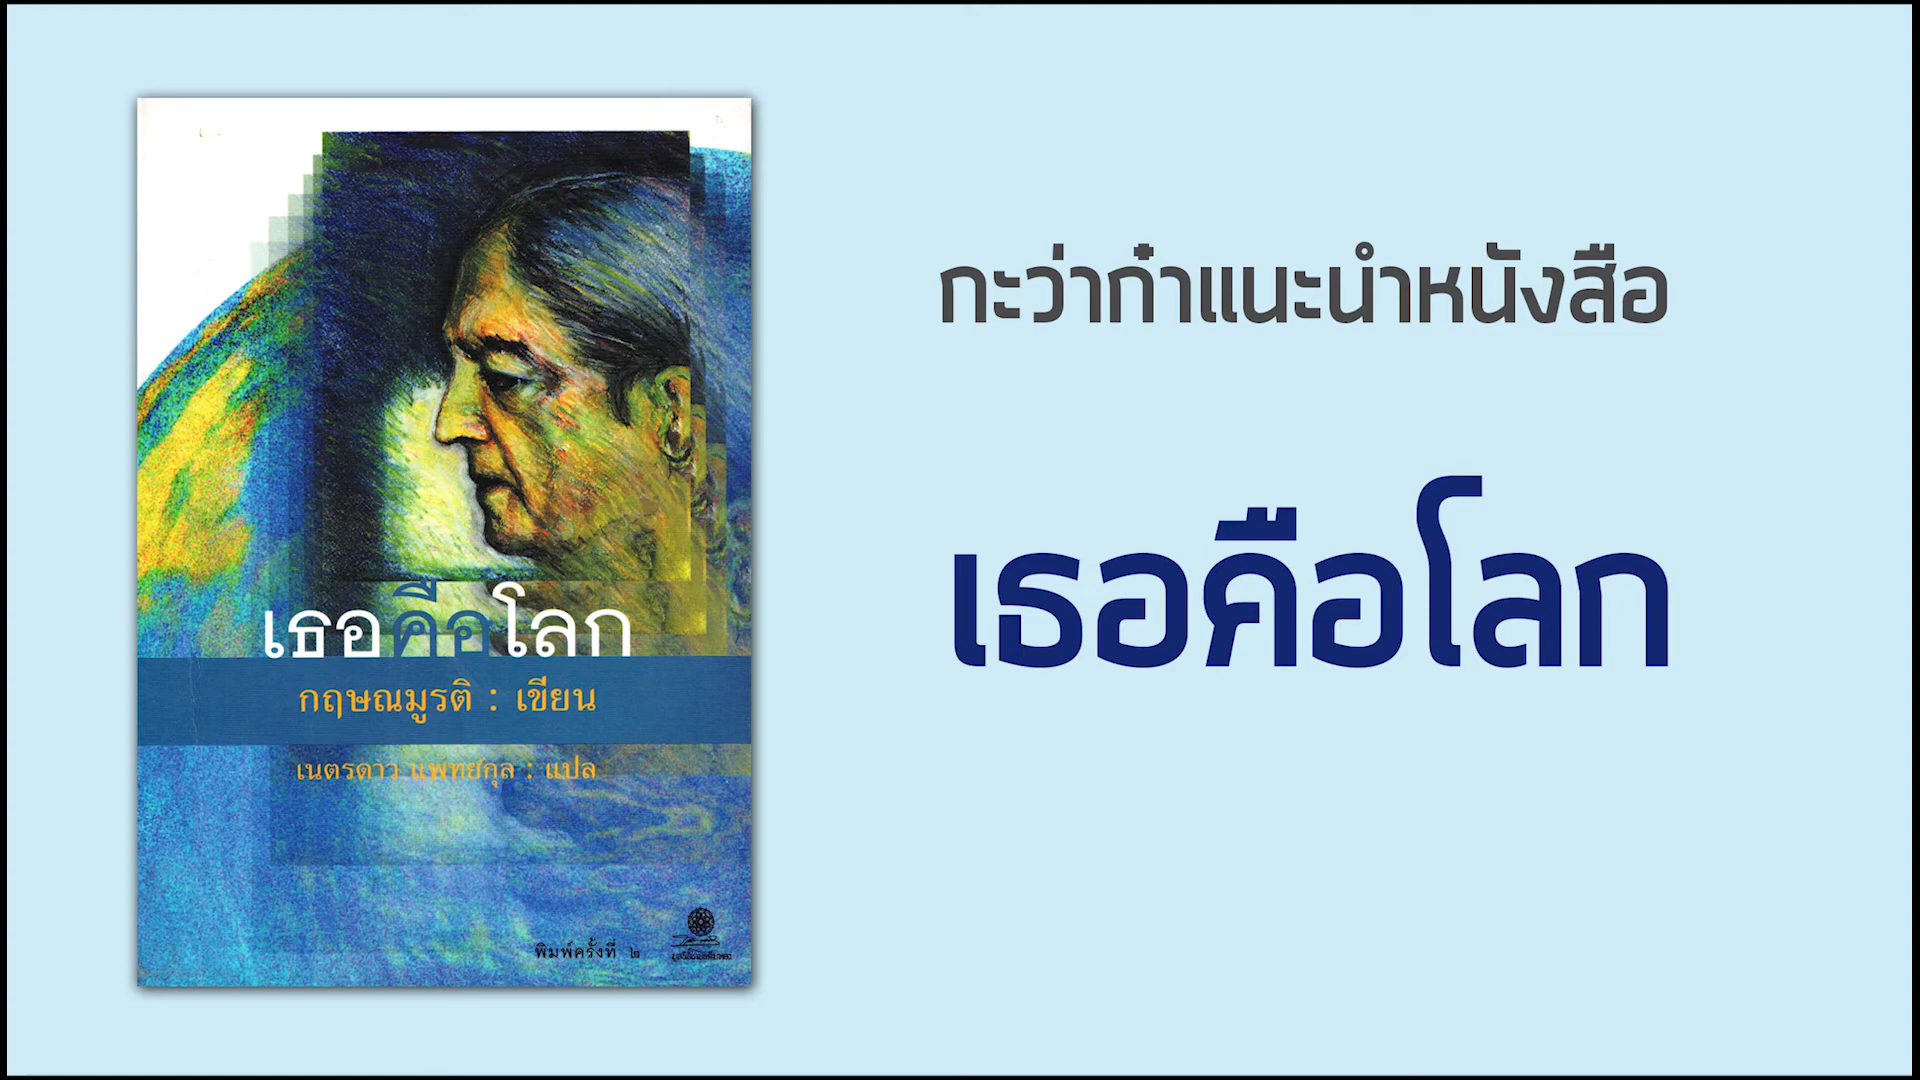 เธอคือโลก
กฤษณมูรติ : เขียน
เนตรดาว แพทย์กุล : แปล
พิมพ์ครั้งที่ ๒
กะว่าก๋าแนะนำหนังสือ
เธอคือโลก